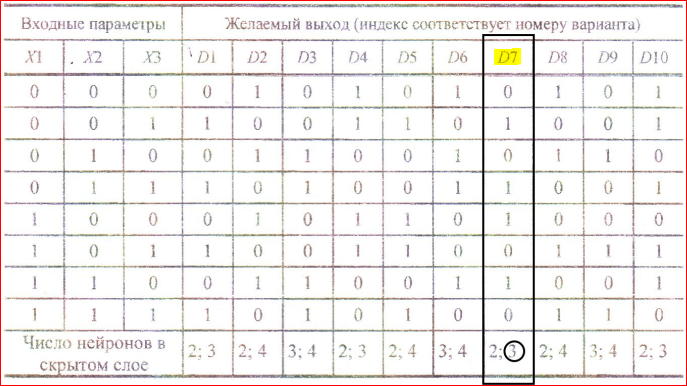 Входные параметры Желаемый выход (индекс соответствует номеру варианта)
X1 X2 X3 D1 D2 D3 D4 D5 D6 D7 D8 D9 D10
0 0 0 0 1 0 1 0 1 0 1 0 1
0 0 1 1 0 0 1 1 0 1 0 0 1
0 1 0 0 1 1 0 0 1 0 1 1 0
0 1 1 1 0 1 0 0 1 1 0 0 1
1 0 0 0 1 0 1 1 0 1 0 0 0
1 0 1 1 0 0 1 1 0 0 1 1 1
1 1 0 0 1 1 0 0 1 1 0 0 1
1 1 1 1 0 1 0 1 0 0 1 1 0
Число нейронов в
скрытом слое 2; 3 2; 4 3; 4 2; 3 2; 4 3; 4 2; 3 2; 4 3; 4 2; 3